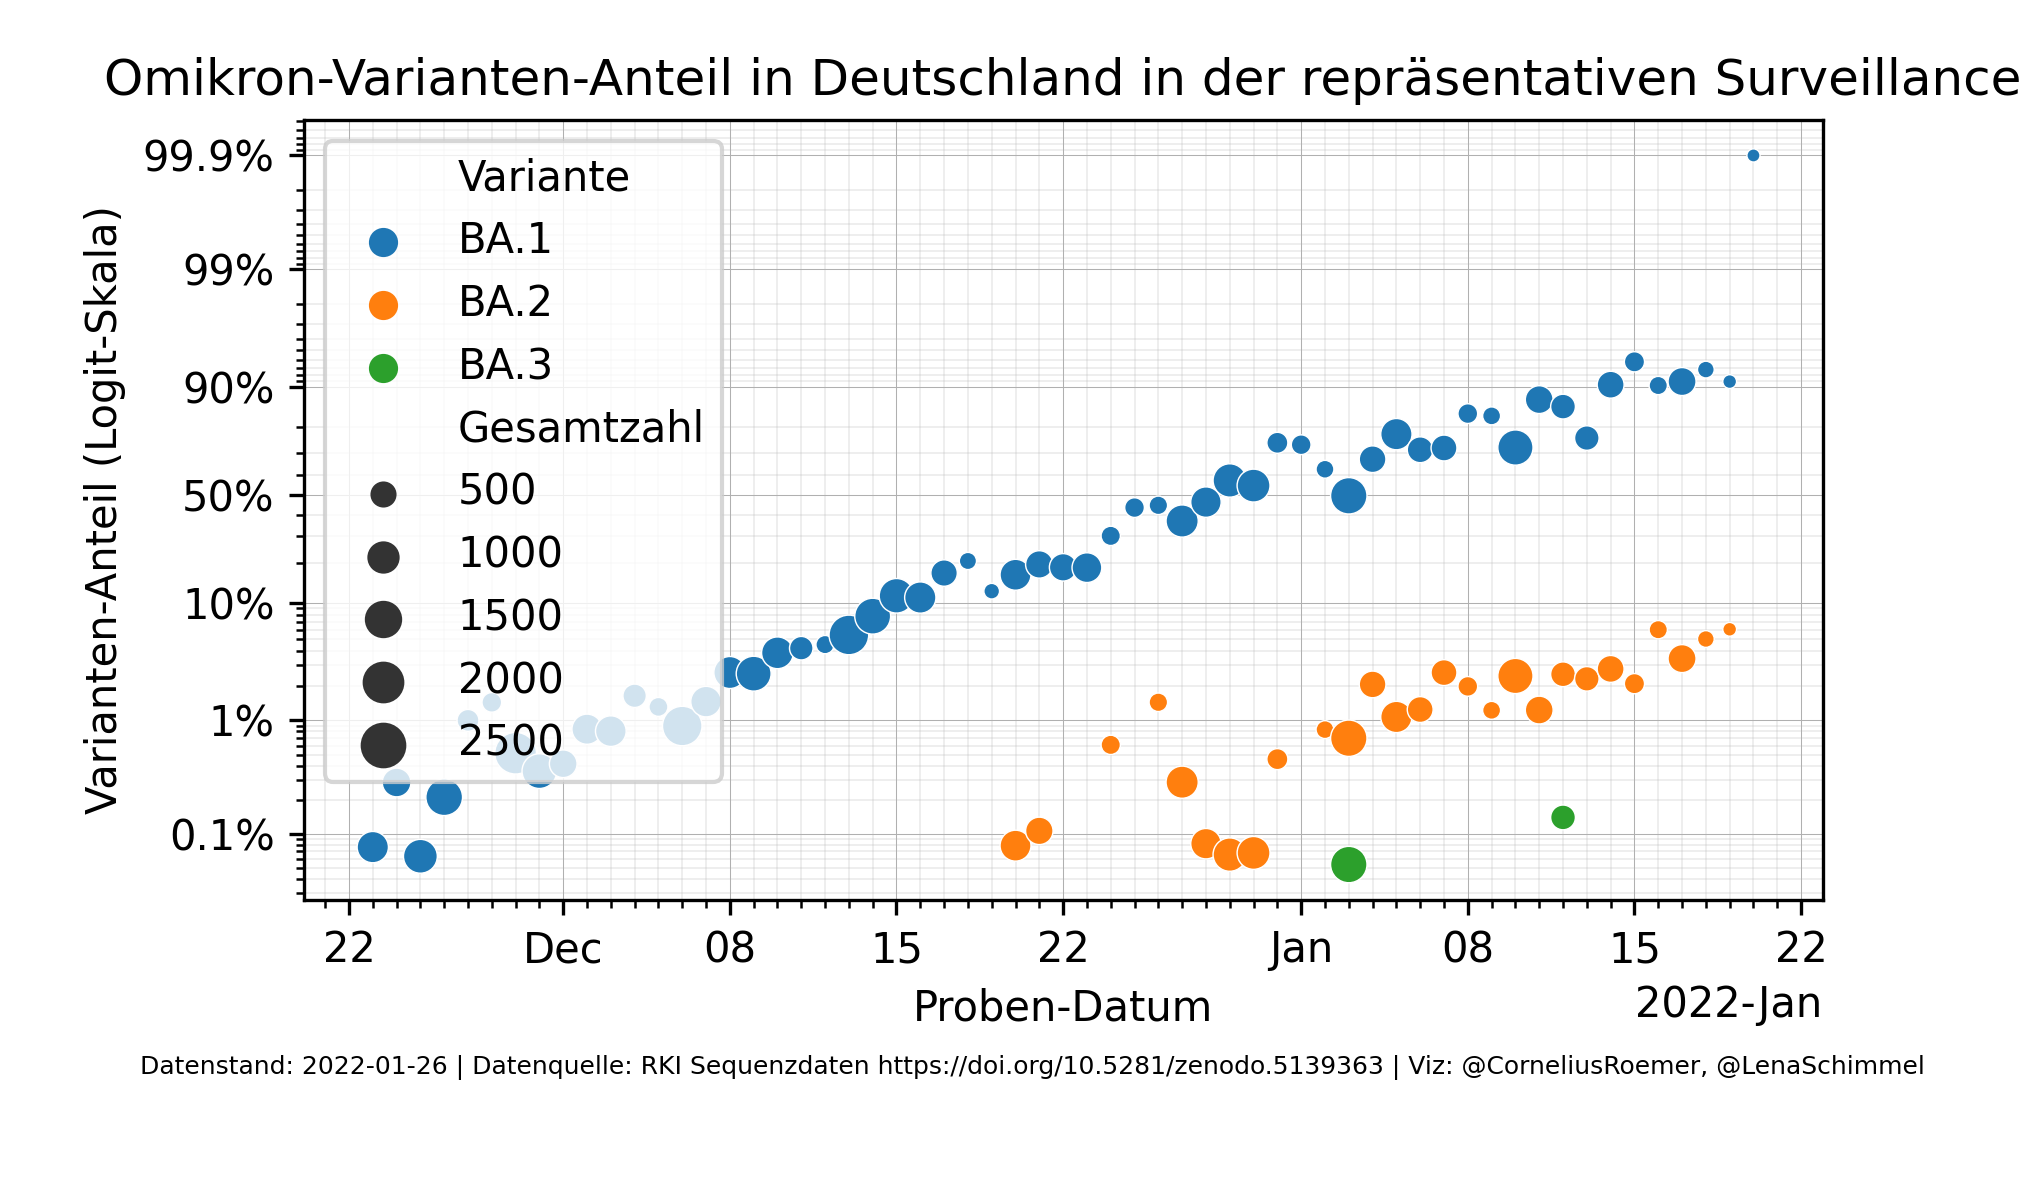 Omikron-Varianten-Anteil in Deutschland in der repräsentativen Surveillance
Varianten-Anteil (Logit-Skala)
99.9%
99%
90%
50%
10%
1%
0.1%
Variante
BA.1
BA.2
BA.3
Gesamtzahl
500
1000
1500
2000
2500
22 Dec 08 15 22 Jan 08 15 22
2022-Jan
Proben-Datum
Datenstand: 2022-01-26 | Datenquelle: RKI Sequenzdaten https://doi.org/10.5281/zenodo.5139363 | Viz: @CorneliusRoemer, @LenaSchimmel